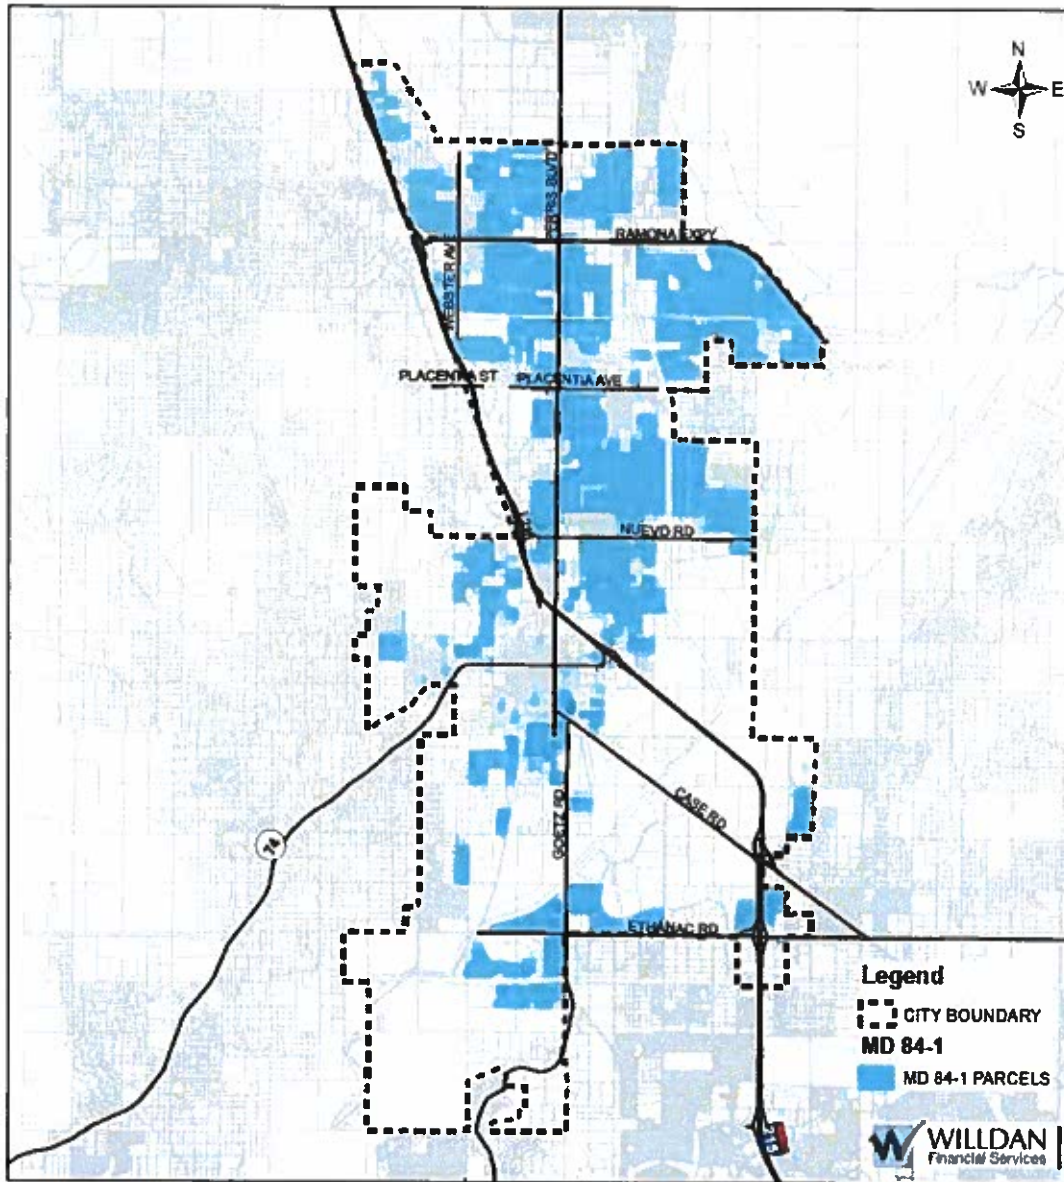 N
W E
S
PERRIS BLVD
RAMONA EXPY
WEBSTER AVE
PLACENTIA ST
PLACENTIA AVE
NUEVO RD
CASE RD
GOETZ RD
74
ETHANAC RD
Legend
CITY BOUNDARY
MD 84-1
MD 84-1 PARCELS
WILLDAN
Financial Services